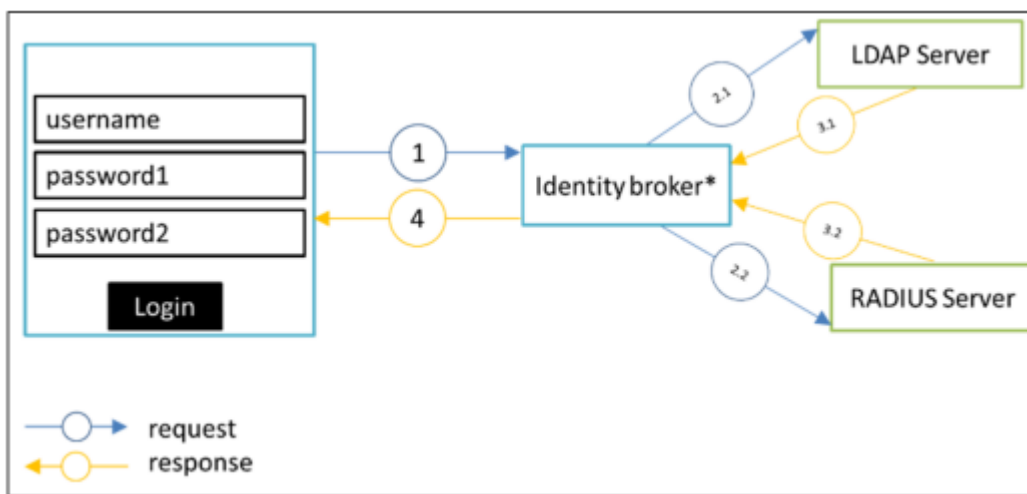 username
password1
password2
Login
1
4
Identity broker*
2.1
3.1
LDAP Server
2.2
3.2
RADIUS Server
request
response